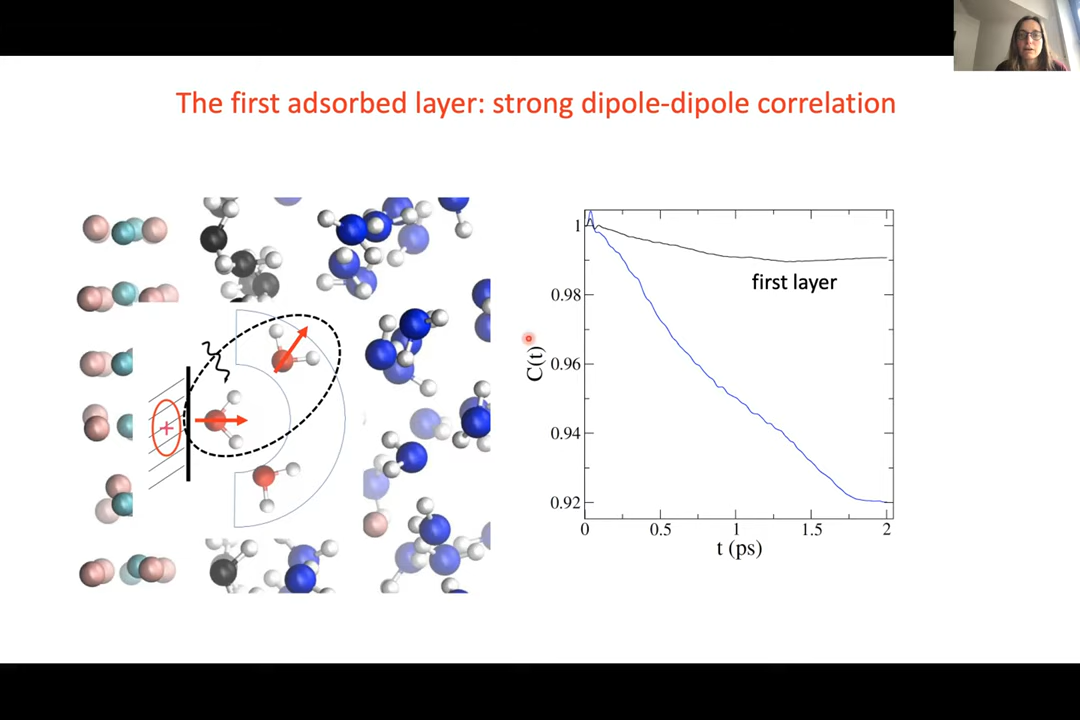 The first adsorbed layer: strong dipole-dipole correlation
+
1
0.98
0.96
0.94
0.92
C(t)
first layer
0
0.5
1
1.5
2
t (ps)